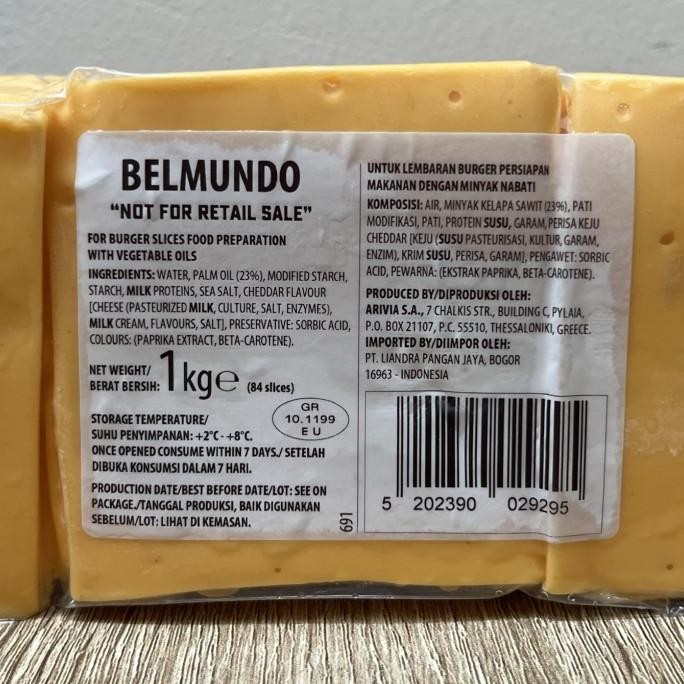 BELMUNDO
"NOT FOR RETAIL SALE"
FOR BURGER SLICES FOOD PREPARATION
WITH VEGETABLE OILS
INGREDIENTS: WATER, PALM OIL (23%), MODIFIED STARCH,
STARCH, MILK PROTEINS, SEA SALT, CHEDDAR FLAVOUR
[CHEESE (PASTEURIZED MILK, CULTURE, SALT, ENZYMES),
MILK CREAM, FLAVOURS, SALT], PRESERVATIVE: SORBIC ACID,
COLOURS: (PAPRIKA EXTRACT, BETA-CAROTENE).
NET WEIGHT/
BERAT BERSIH: 1kge (84 slices)
STORAGE TEMPERATURE/
SUHU PENYIMPANAN: +2°C - +8°C.
ONCE OPENED CONSUME WITHIN 7 DAYS./ SETELAH
DIBUKA KONSUMSI DALAM 7 HARI.
GR
10.1199
EU
PRODUCTION DATE/BEST BEFORE DATE/LOT: SEE ON
PACKAGE./TANGGAL PRODUKSI, BAIK DIGUNAKAN
SEBELUM/LOT: LIHAT DI KEMASAN.
691
UNTUK LEMBARAN BURGER PERSIAPAN
MAKANAN DENGAN MINYAK NABATI
KOMPOSISI: AIR, MINYAK KELAPA SAWIT (23%), PATI
MODIFIKASI, PATI, PROTEIN SUSU, GARAM, PERISA KEJU
CHEDDAR [KEJU (SUSU PASTEURISASI, KULTUR, GARAM,
ENZIM), KRIM SUSU, PERISA, GARAM], PENGAWET: SORBIC
ACID, PEWARNA: (EKSTRAK PAPRIKA, BETA-CAROTENE).
PRODUCED BY/DIPRODUKSI OLEH:
ARIVIA S.A., 7 CHALKIS STR., BUILDING C, PYLAIA,
P.O. BOX 21107, P.C. 55510, THESSALONIKI, GREECE.
IMPORTED BY/DIIMPOR OLEH:
PT. LIANDRA PANGAN JAYA, BOGOR
16963 - INDONESIA
5 202390 029295